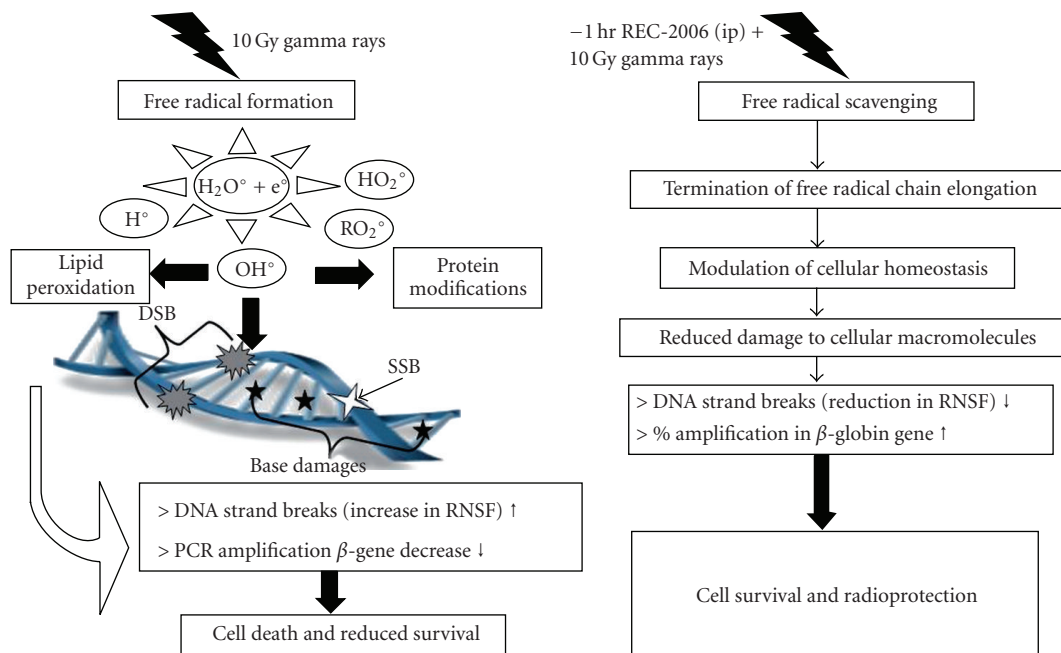 10 Gy gamma rays
Free radical formation
H₂O° + e°
HO₂°
H°
RO₂°
OH°
Lipid
peroxidation
Protein
modifications
DSB
SSB
Base damages
> DNA strand breaks (increase in RNSF) ↑
> PCR amplification β-gene decrease ↓
Cell death and reduced survival
−1 hr REC-2006 (ip) +
10 Gy gamma rays
Free radical scavenging
Termination of free radical chain elongation
Modulation of cellular homeostasis
Reduced damage to cellular macromolecules
> DNA strand breaks (reduction in RNSF) ↓
> % amplification in β-globin gene ↑
Cell survival and radioprotection